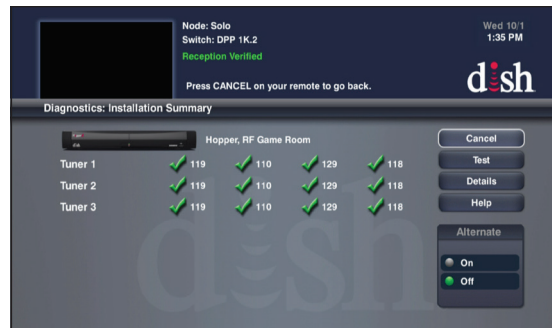 Node: Solo
Switch: DPP 1K.2
Reception Verified
Press CANCEL on your remote to go back.
Wed 10/1
1:35 PM
dish
Diagnostics: Installation Summary
Hopper, RF Game Room
Tuner 1 119 110 129 118
Tuner 2 119 110 129 118
Tuner 3 119 110 129 118
dish
Cancel
Test
Details
Help
Alternate
On
Off